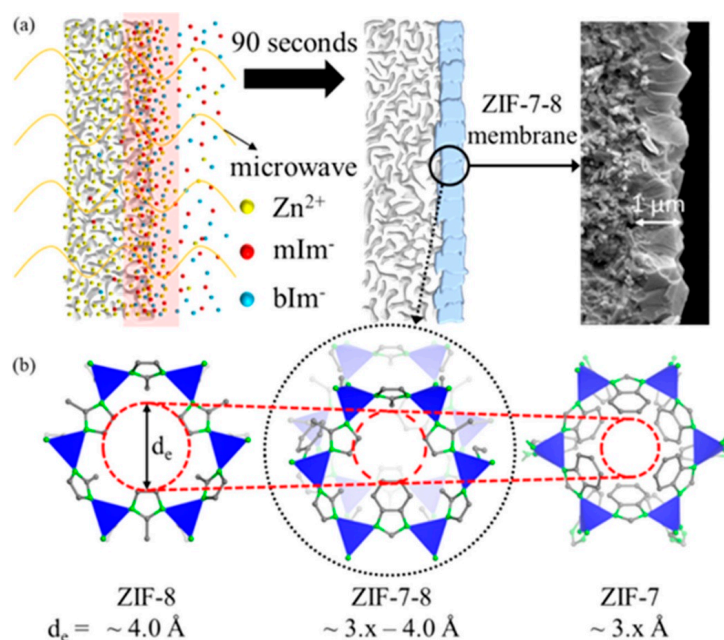 (a)
90 seconds
ZIF-7-8
membrane
microwave
Zn²⁺
mIm⁻
bIm⁻
1 μm
(b)
dₑ
ZIF-8
ZIF-7-8
ZIF-7
dₑ = ~ 4.0 Å
~ 3.x – 4.0 Å
~ 3.x Å